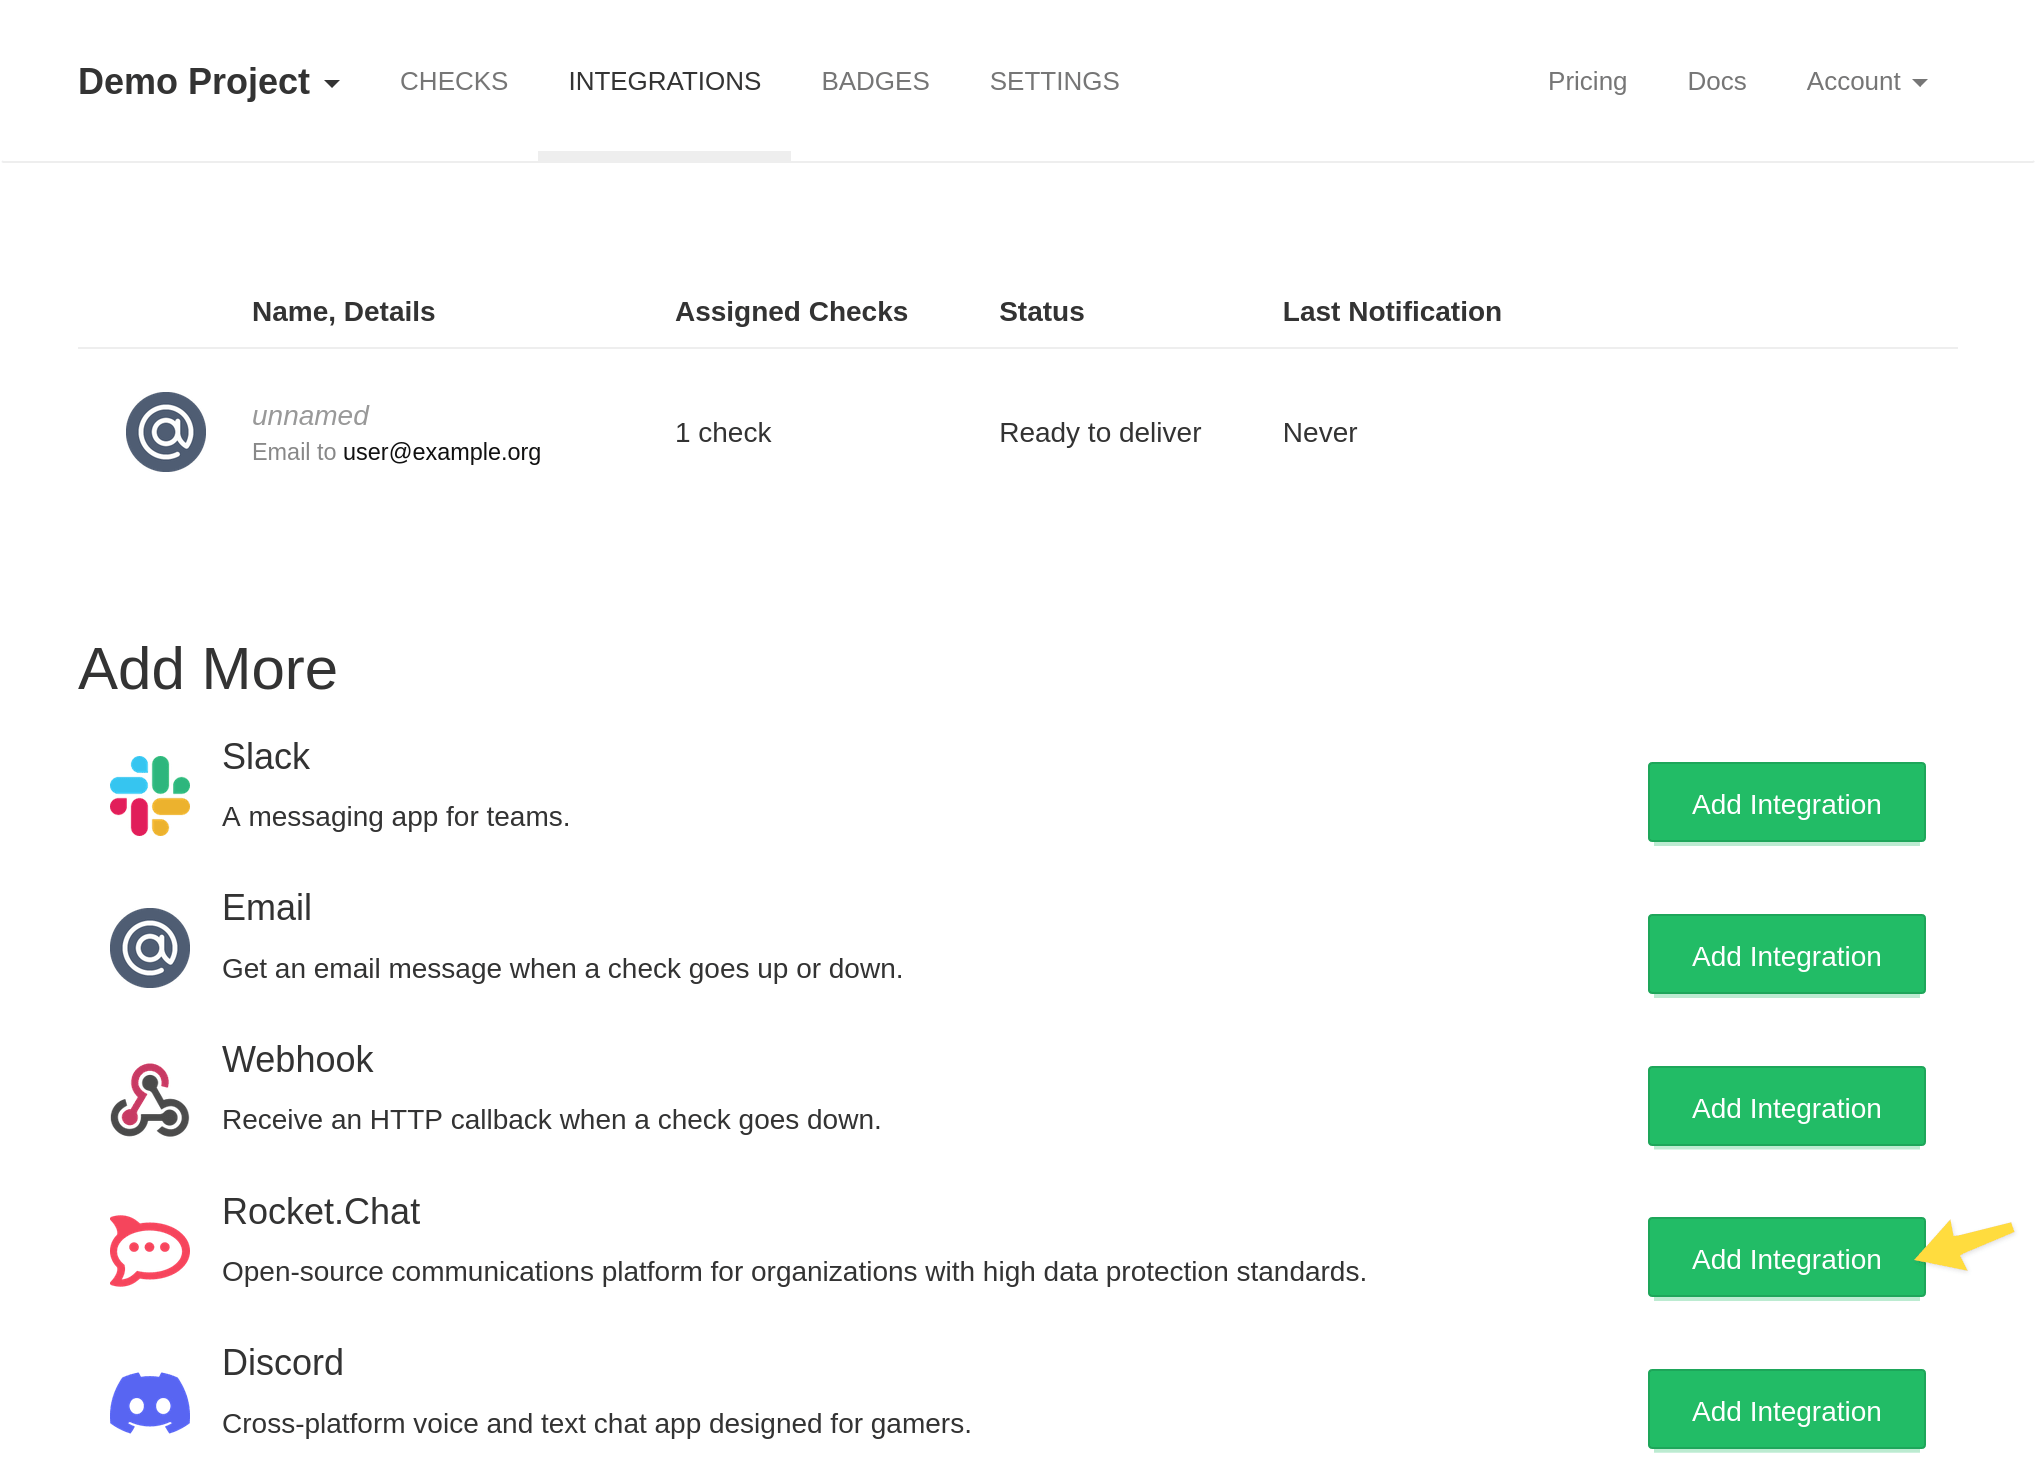 Demo Project CHECKS INTEGRATIONS BADGES SETTINGS Pricing Docs Account
Name, Details Assigned Checks Status Last Notification
unnamed
Email to user@example.org
1 check Ready to deliver Never
Add More
Slack
A messaging app for teams.
Add Integration
Email
Get an email message when a check goes up or down.
Add Integration
Webhook
Receive an HTTP callback when a check goes down.
Add Integration
Rocket.Chat
Open-source communications platform for organizations with high data protection standards.
Add Integration
Discord
Cross-platform voice and text chat app designed for gamers.
Add Integration